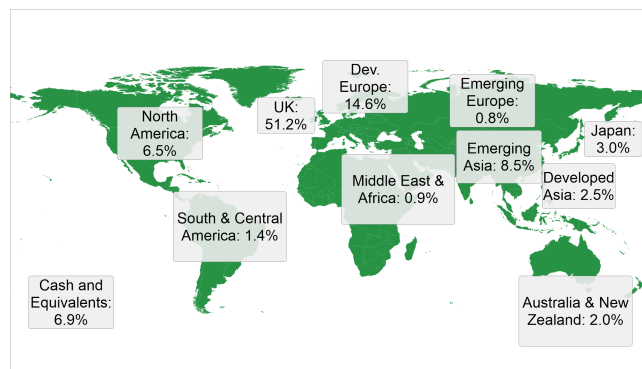 Dev.
Europe:
14.6%
Emerging
Europe:
0.8%
UK:
51.2%
North
America:
6.5%
Japan:
3.0%
Emerging
Asia: 8.5%
Middle East &
Africa: 0.9%
Developed
Asia: 2.5%
South & Central
America: 1.4%
Cash and
Equivalents:
6.9%
Australia & New
Zealand: 2.0%